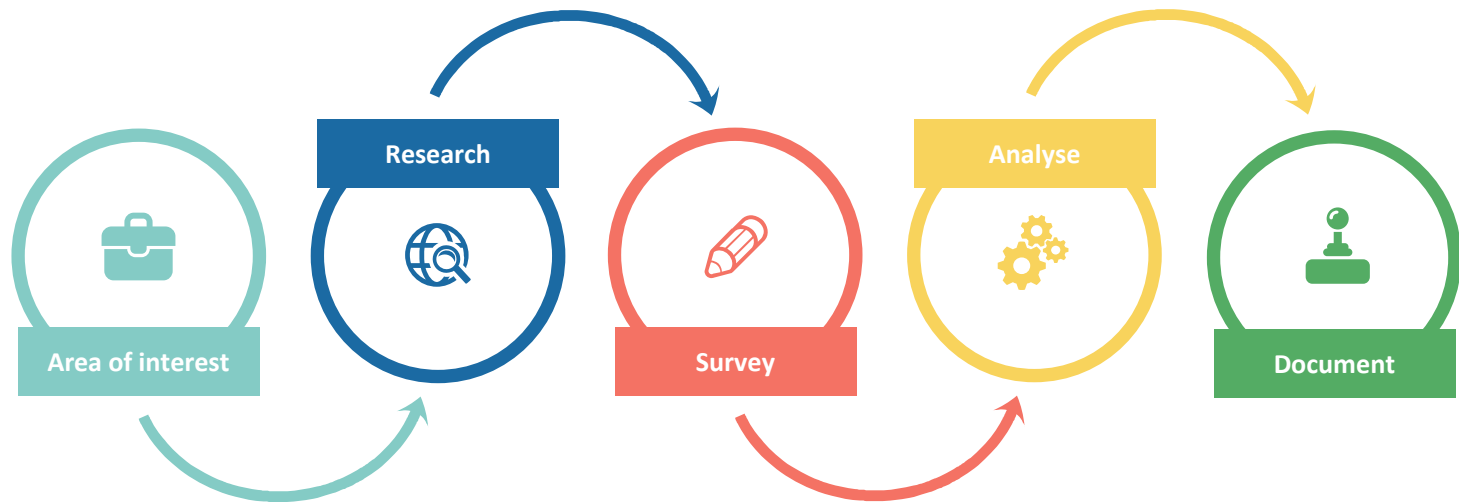 Area of interest
Research
Survey
Analyse
Document